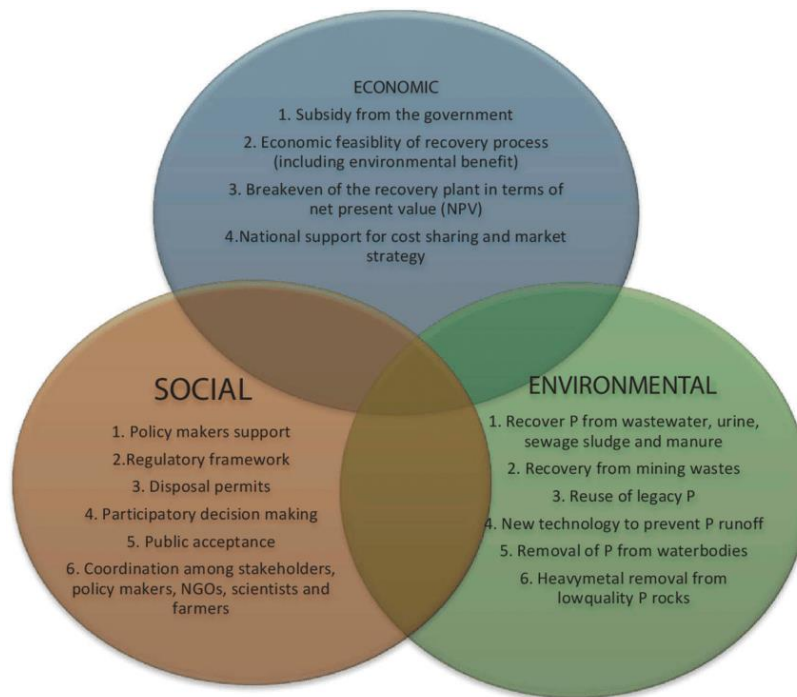 ECONOMIC
1. Subsidy from the government
2. Economic feasiblity of recovery process
(including environmental benefit)
3. Breakeven of the recovery plant in terms of
net present value (NPV)
4.National support for cost sharing and market
strategy
SOCIAL
1. Policy makers support
2.Regulatory framework
3. Disposal permits
4. Participatory decision making
5. Public acceptance
6. Coordination among stakeholders,
policy makers, NGOs, scientists and
farmers
ENVIRONMENTAL
1. Recover P from wastewater, urine,
sewage sludge and manure
2. Recovery from mining wastes
3. Reuse of legacy P
4. New technology to prevent P runoff
5. Removal of P from waterbodies
6. Heavymetal removal from
lowquality P rocks